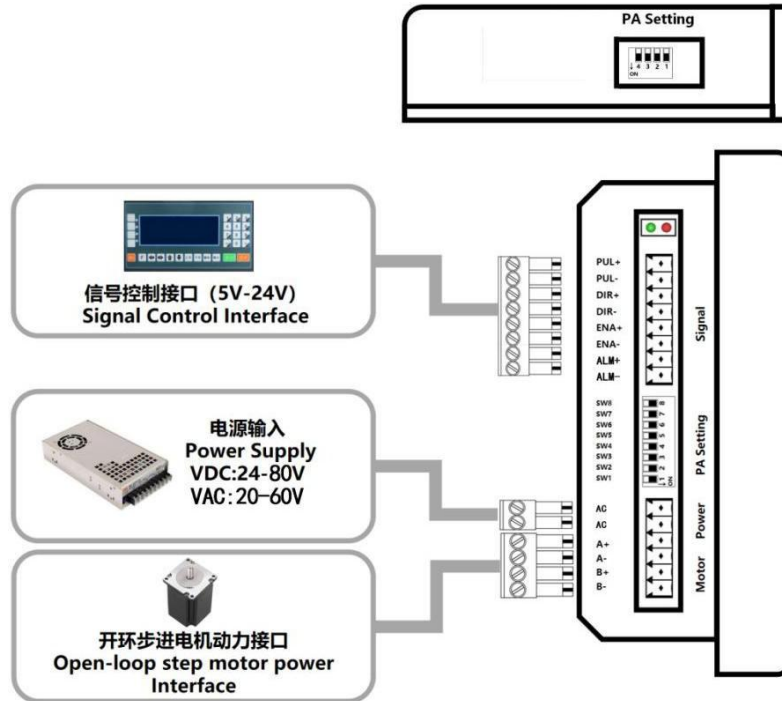 PA Setting
4 3 2 1
↓
ON
信号控制接口（5V-24V）
Signal Control Interface
电源输入
Power Supply
VDC:24-80V
VAC:20-60V
开环步进电机动力接口
Open-loop step motor power
Interface
PUL+
PUL-
DIR+
DIR-
ENA+
ENA-
ALM+
ALM-
Signal
SW8
SW7
SW6
SW5
SW4
SW3
SW2
SW1
8
7
6
5
4
3
2
1
↓
ON
PA Setting
AC
AC
Power
A+
A-
B+
B-
Motor